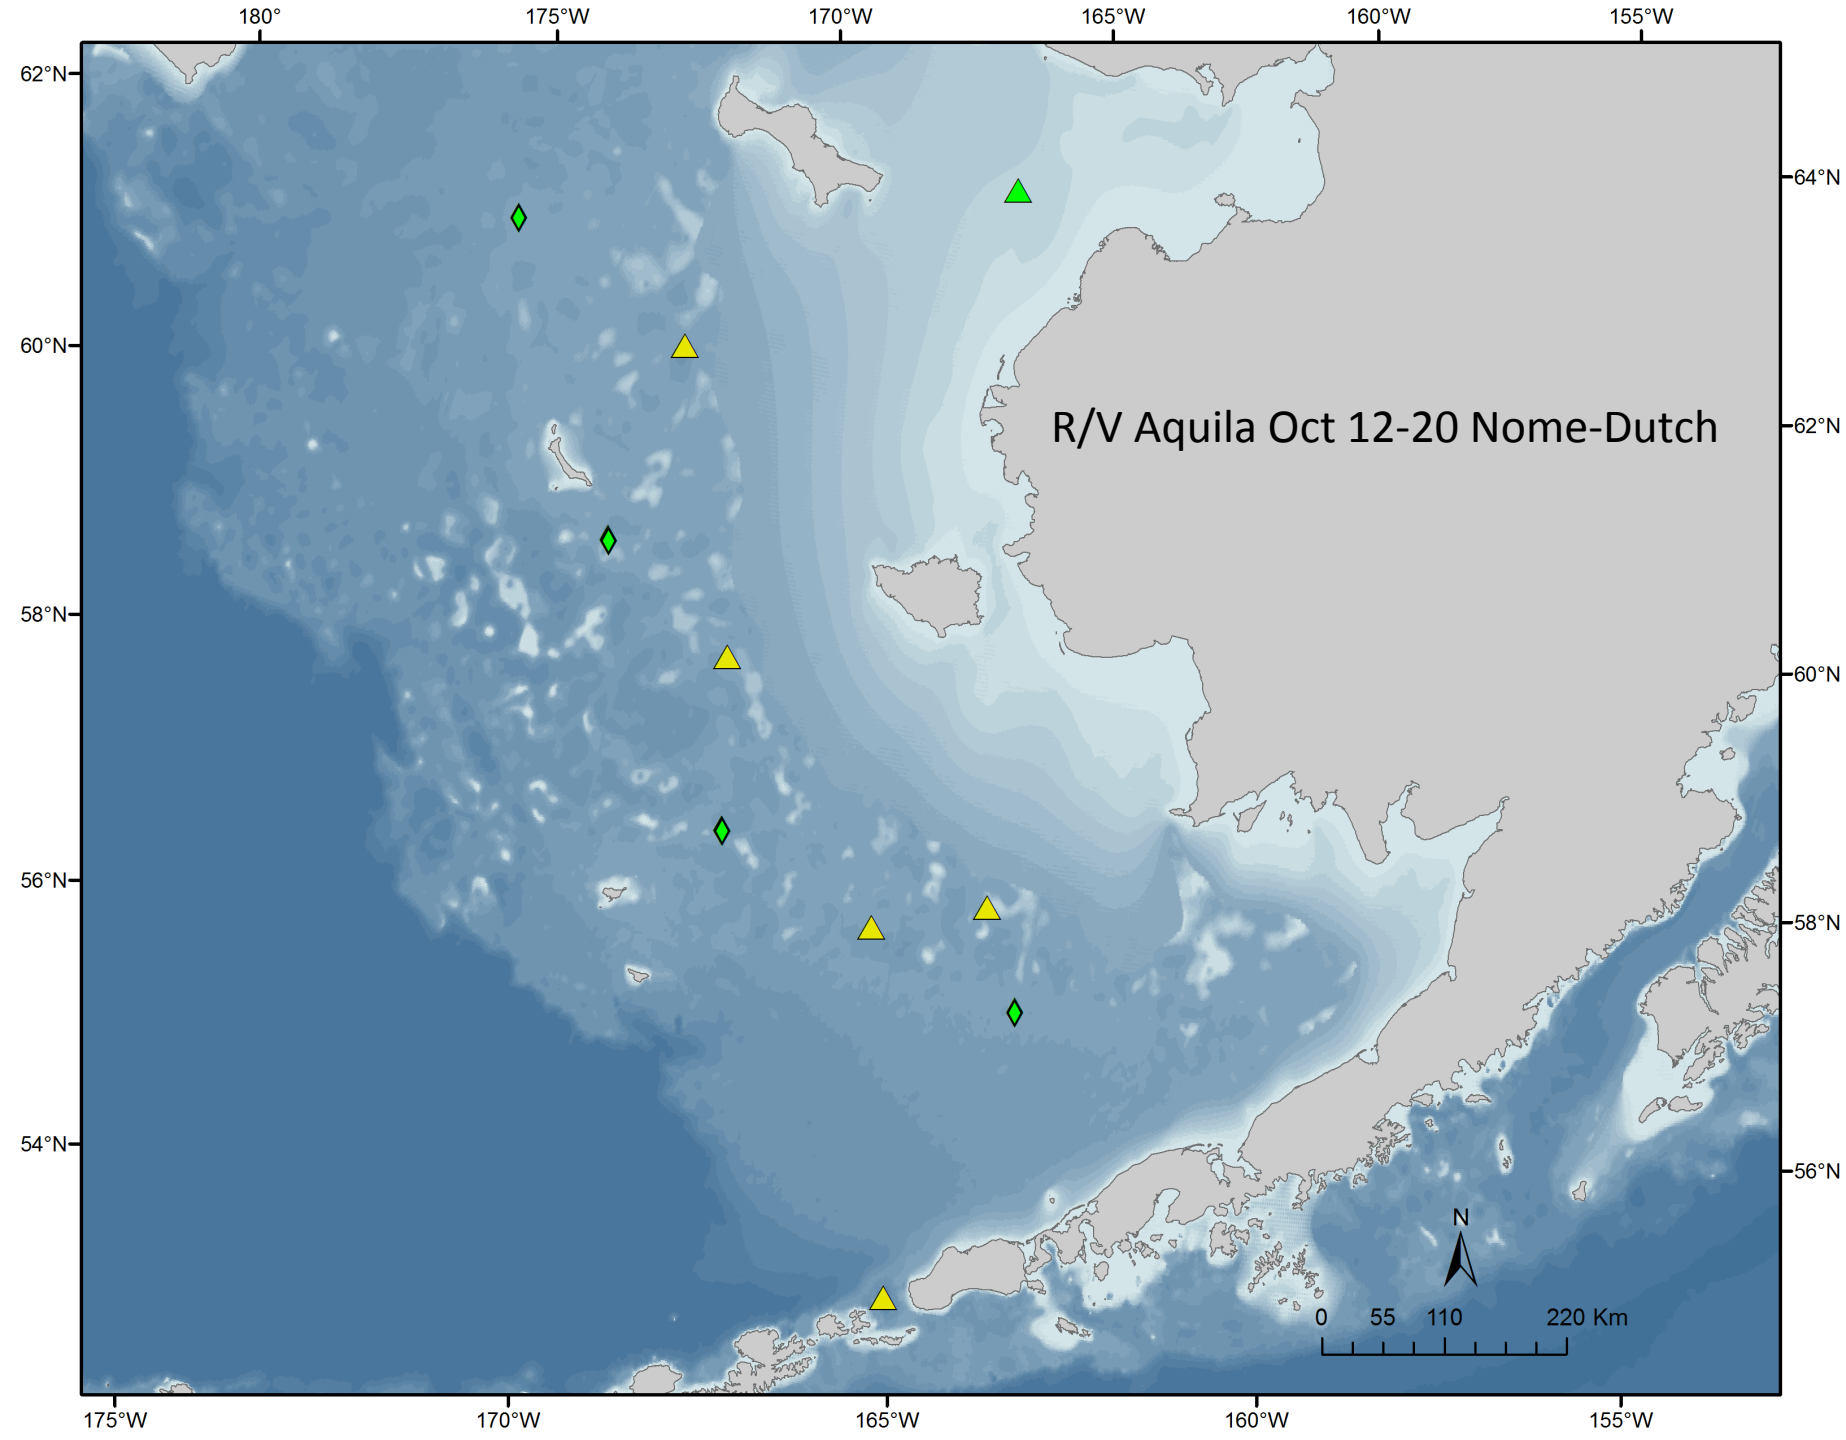 180° 175°W 170°W 165°W 160°W 155°W
62°N
64°N
60°N
R/V Aquila Oct 12-20 Nome-Dutch
62°N
58°N
60°N
56°N
58°N
54°N
56°N
N
0 55 110 220 Km
175°W 170°W 165°W 160°W 155°W